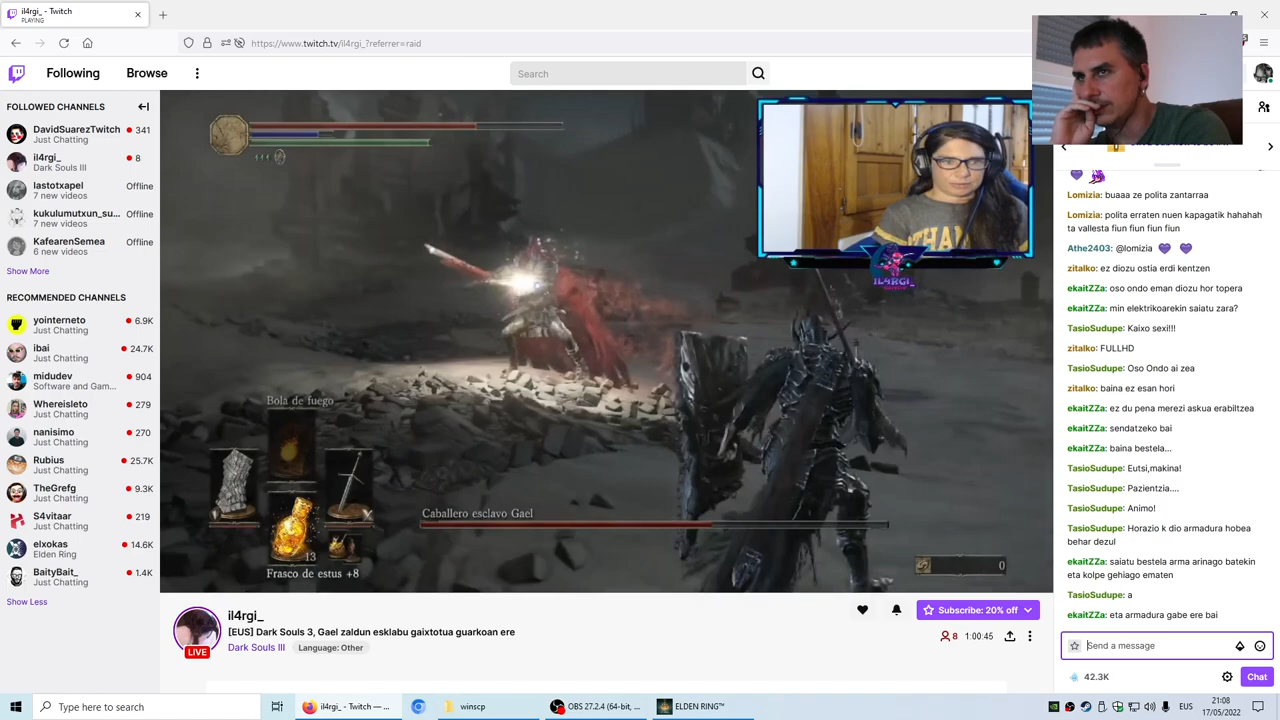 il4rgi_ - Twitch
PLAYING
https://www.twitch.tv/il4rgi_?referrer=raid
Following
Browse
Search
FOLLOWED CHANNELS
DavidSuarezTwitch 341
Just Chatting
il4rgi_ 8
Dark Souls III
lastotxapel Offline
7 new videos
kukulumutxun_su... Offline
7 new videos
KafearenSemea Offline
6 new videos
Show More
RECOMMENDED CHANNELS
yointerneto 6.9K
Just Chatting
ibai 24.7K
Just Chatting
midudev 904
Software and Gam...
Whereisleto 279
Just Chatting
nanisimo 270
Just Chatting
Rubius 25.7K
Just Chatting
TheGrefg 9.3K
Just Chatting
S4vitaar 219
Just Chatting
elxokas 14.6K
Elden Ring
BaityBait_ 1.4K
Just Chatting
Show Less
IL4RGI_
Bola de fuego
Caballero esclavo Gael
13
Frasco de estus +8
0
il4rgi_
[EUS] Dark Souls 3, Gael zaldun esklabu gaixtotua guarkoan ere
Dark Souls III Language: Other
LIVE
Subscribe: 20% off
8 1:00:45
Lomizia: buaaa ze polita zantarraa
Lomizia: polita erraten nuen kapagatik hahahah
ta vallesta fiun fiun fiun fiun
Athe2403: @lomizia
zitalko: ez diozu ostia erdi kentzen
ekaitZZa: oso ondo eman diozu hor topera
ekaitZZa: min elektrikoarekin saiatu zara?
TasioSudupe: Kaixo sexi!!!
zitalko: FULLHD
TasioSudupe: Oso Ondo ai zea
zitalko: baina ez esan hori
ekaitZZa: ez du pena merezi askua erabiltzea
ekaitZZa: sendatzeko bai
ekaitZZa: baina bestela...
TasioSudupe: Eutsi,makina!
TasioSudupe: Pazientzia....
TasioSudupe: Animo!
TasioSudupe: Horazio k dio armadura hobea
behar dezul
ekaitZZa: saiatu bestela arma arinago batekin
eta kolpe gehiago ematen
TasioSudupe: a
ekaitZZa: eta armadura gabe ere bai
Send a message
42.3K
Chat
Type here to search
il4rgi_ - Twitch — ...
winscp
OBS 27.2.4 (64-bit, ...
ELDEN RING™
EUS
21:08
17/05/2022